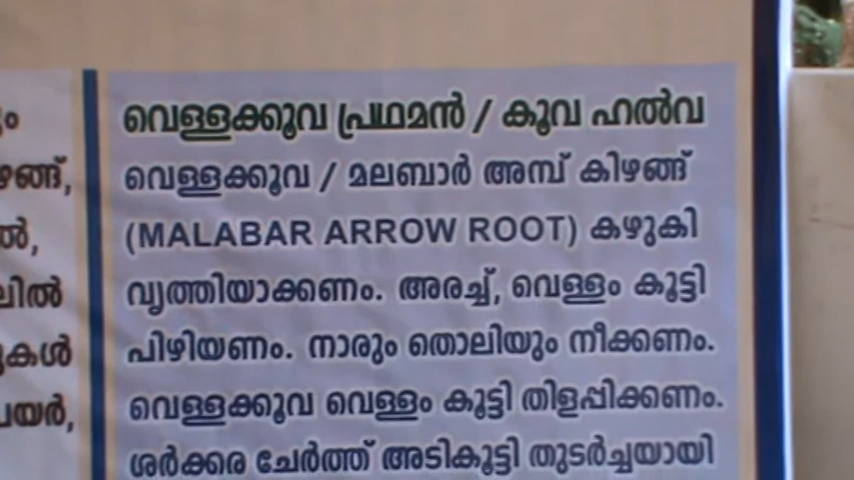 വെള്ളക്കൂവ പ്രഥമൻ / കൂവ ഹൽവ
വെള്ളക്കൂവ / മലബാർ അമ്പ് കിഴങ്ങ്
(MALABAR ARROW ROOT) കഴുകി
വൃത്തിയാക്കണം. അരച്ച്, വെള്ളം കൂട്ടി
പിഴിയണം. നാരും തൊലിയും നീക്കണം.
വെള്ളക്കൂവ വെള്ളം കൂട്ടി തിളപ്പിക്കണം.
ശർക്കര ചേർത്ത് അടികൂട്ടി തുടർച്ചയായി